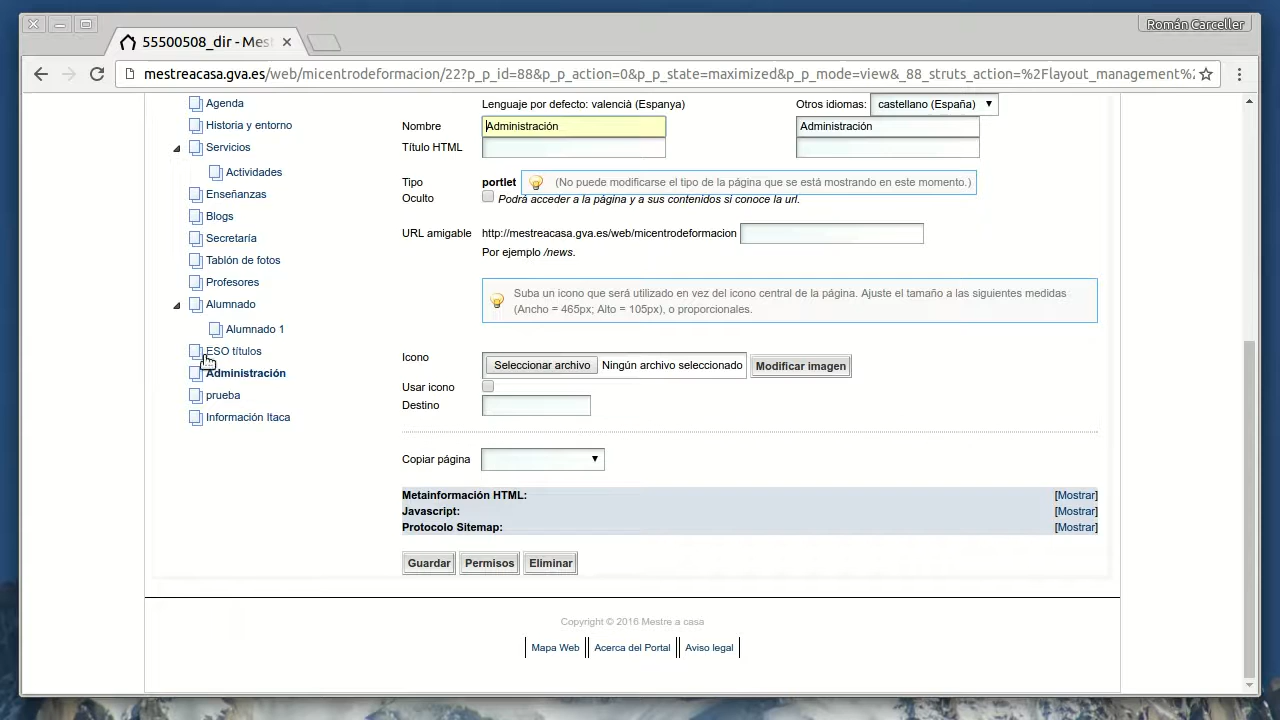 Román Carceller
55500508_dir - Mes
mestreacasa.gva.es/web/micentrodeformacion/22?p_p_id=88&p_p_action=0&p_p_state=maximized&p_p_mode=view&_88_struts_action=%2Flayout_management%2
Agenda
Lenguaje por defecto: valencià (Espanya)
Otros idiomas: castellano (España)
Historia y entorno
Nombre
Administración
Administración
Servicios
Título HTML
Actividades
Tipo
portlet
(No puede modificarse el tipo de la página que se está mostrando en este momento.)
Enseñanzas
Oculto
Podrá acceder a la página y a sus contenidos si conoce la url.
Blogs
Secretaría
URL amigable
http://mestreacasa.gva.es/web/micentrodeformacion
Por ejemplo /news.
Tablón de fotos
Profesores
Suba un icono que será utilizado en vez del icono central de la página. Ajuste el tamaño a las siguientes medidas
(Ancho = 465px; Alto = 105px), o proporcionales.
Alumnado
Alumnado 1
ESO títulos
Icono
Seleccionar archivo
Ningún archivo seleccionado
Modificar imagen
Administración
Usar icono
prueba
Destino
Información Itaca
Copiar página
Metainformación HTML:
[Mostrar]
Javascript:
[Mostrar]
Protocolo Sitemap:
[Mostrar]
Guardar
Permisos
Eliminar
Copyright © 2016 Mestre a casa
Mapa Web
Acerca del Portal
Aviso legal